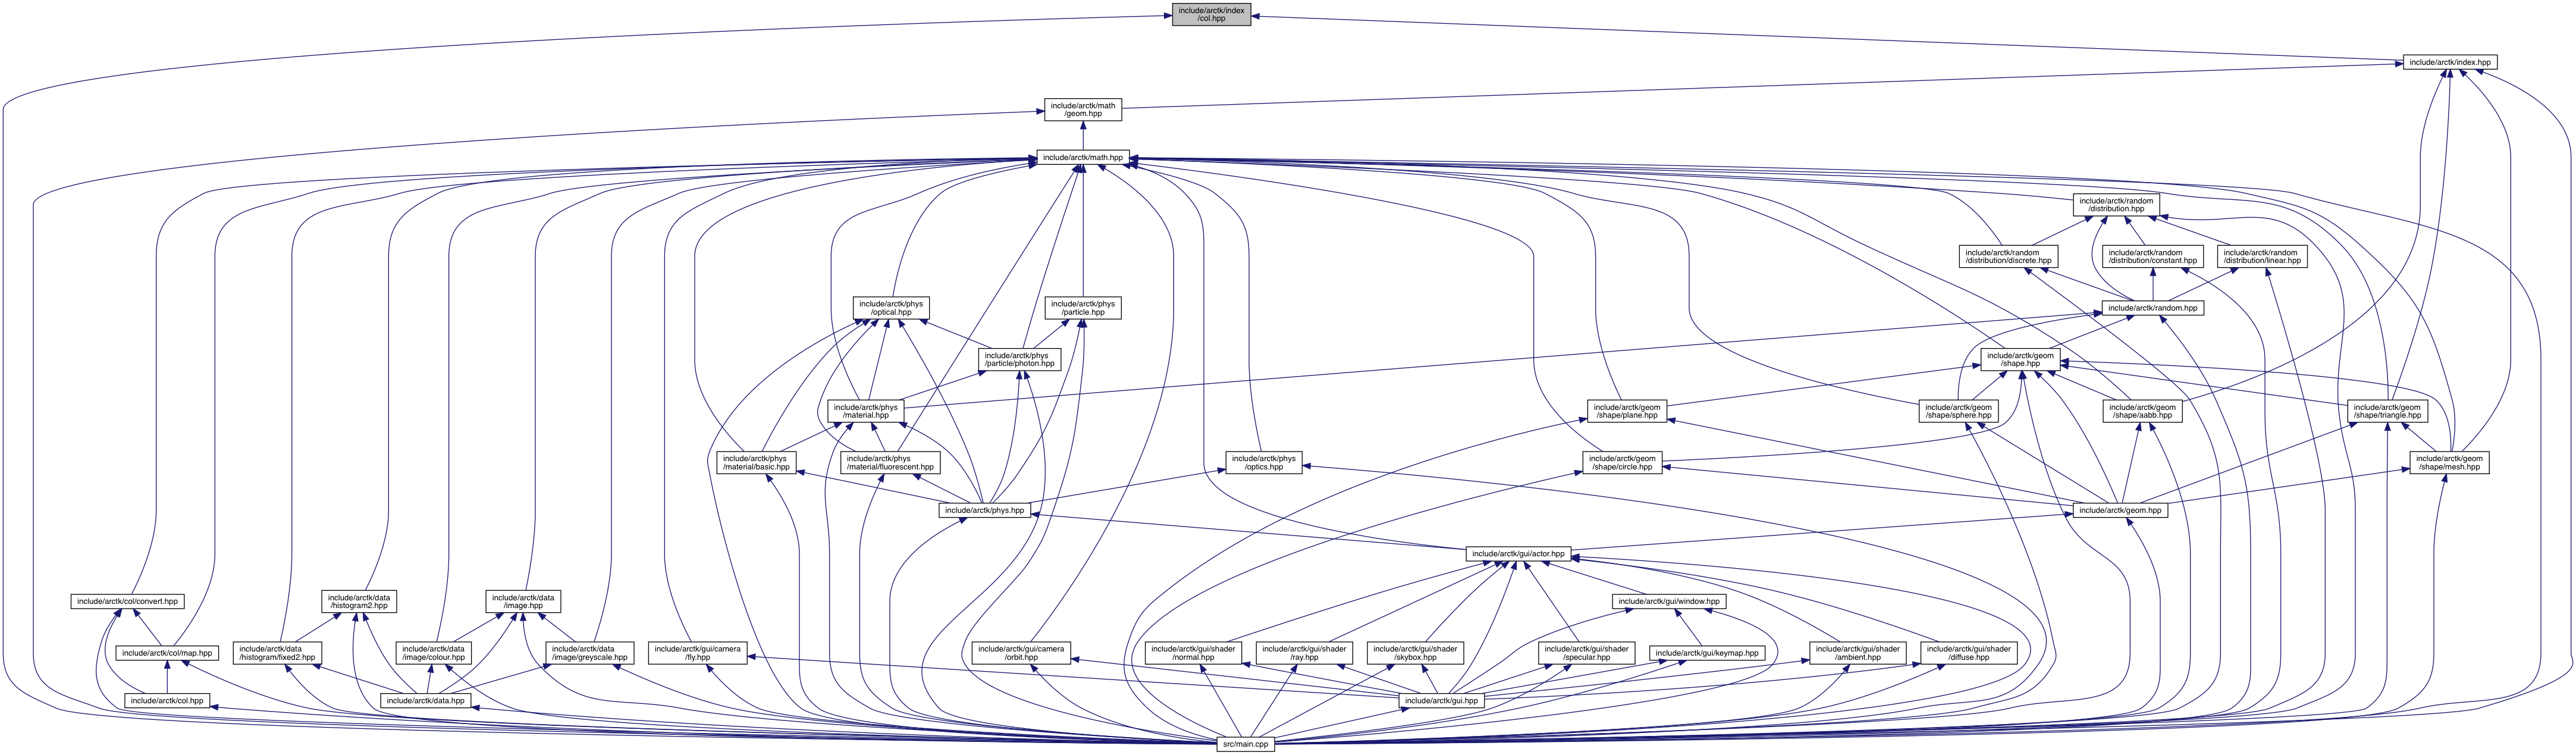 include/arctk/index
/col.hpp
include/arctk/index.hpp
include/arctk/math
/geom.hpp
include/arctk/math.hpp
include/arctk/random
/distribution.hpp
include/arctk/random
/distribution/discrete.hpp
include/arctk/random
/distribution/constant.hpp
include/arctk/random
/distribution/linear.hpp
include/arctk/phys
/optical.hpp
include/arctk/phys
/particle.hpp
include/arctk/random.hpp
include/arctk/phys
/particle/photon.hpp
include/arctk/geom
/shape.hpp
include/arctk/phys
/material.hpp
include/arctk/geom
/shape/plane.hpp
include/arctk/geom
/shape/sphere.hpp
include/arctk/geom
/shape/aabb.hpp
include/arctk/geom
/shape/triangle.hpp
include/arctk/phys
/material/basic.hpp
include/arctk/phys
/material/fluorescent.hpp
include/arctk/phys
/optics.hpp
include/arctk/geom
/shape/circle.hpp
include/arctk/geom
/shape/mesh.hpp
include/arctk/phys.hpp
include/arctk/geom.hpp
include/arctk/gui/actor.hpp
include/arctk/col/convert.hpp
include/arctk/data
/histogram2.hpp
include/arctk/data
/image.hpp
include/arctk/gui/window.hpp
include/arctk/col/map.hpp
include/arctk/data
/histogram/fixed2.hpp
include/arctk/data
/image/colour.hpp
include/arctk/data
/image/greyscale.hpp
include/arctk/gui/camera
/fly.hpp
include/arctk/gui/camera
/orbit.hpp
include/arctk/gui/shader
/normal.hpp
include/arctk/gui/shader
/ray.hpp
include/arctk/gui/shader
/skybox.hpp
include/arctk/gui/shader
/specular.hpp
include/arctk/gui/keymap.hpp
include/arctk/gui/shader
/ambient.hpp
include/arctk/gui/shader
/diffuse.hpp
include/arctk/col.hpp
include/arctk/data.hpp
include/arctk/gui.hpp
src/main.cpp